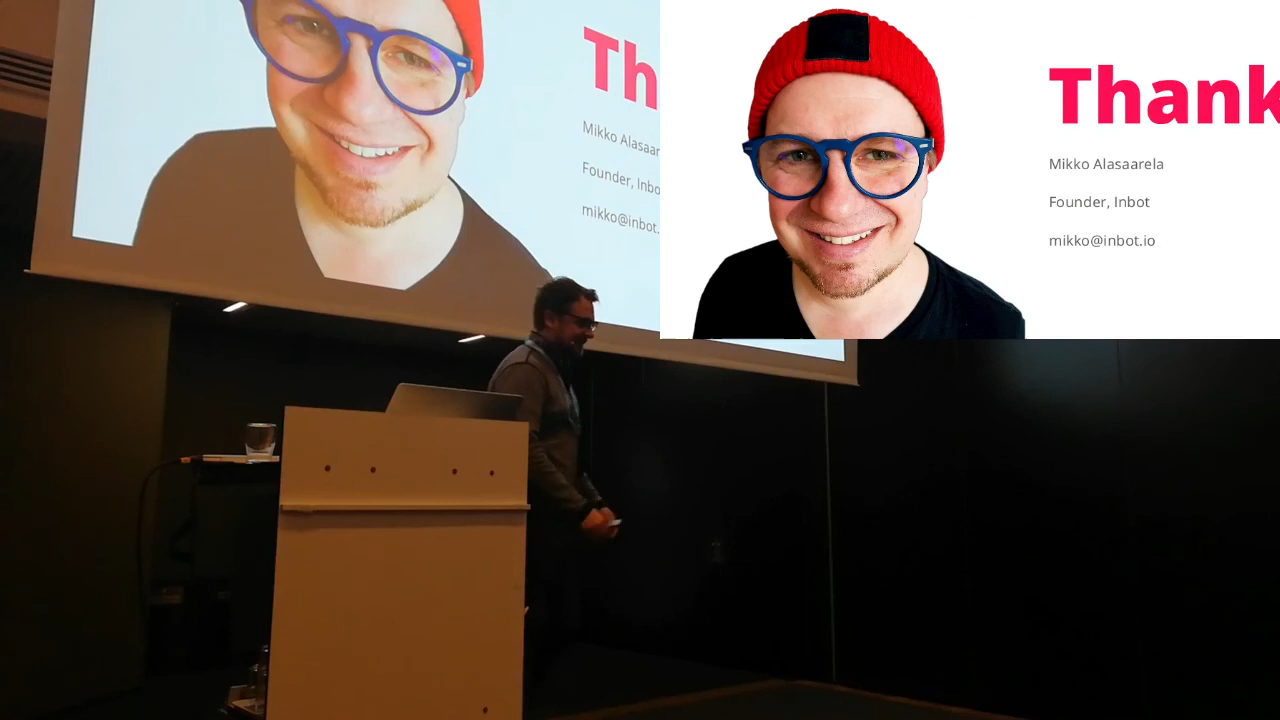 Th
Mikko Alasaar
Founder, Inbo
mikko@inbot.
Thank
Mikko Alasaarela
Founder, Inbot
mikko@inbot.io